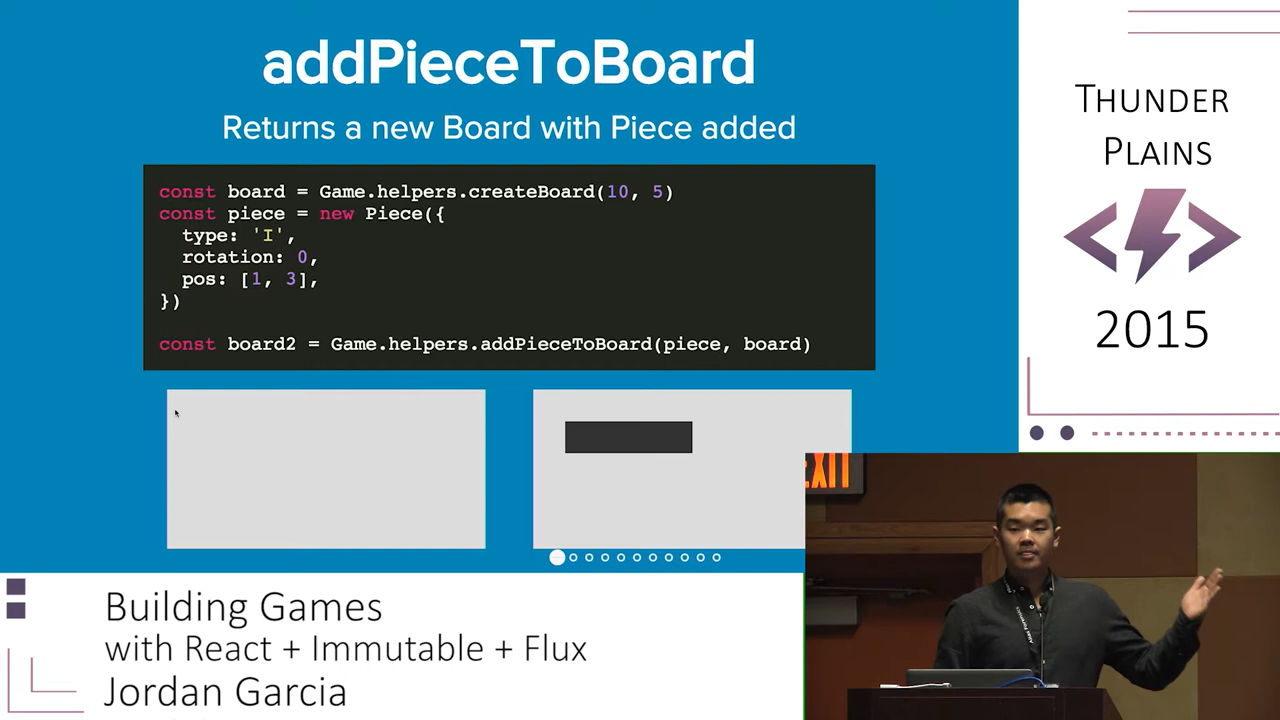 addPieceToBoard
Returns a new Board with Piece added
const board = Game.helpers.createBoard(10, 5)
const piece = new Piece({
type: 'I',
rotation: 0,
pos: [1, 3],
})
const board2 = Game.helpers.addPieceToBoard(piece, board)
THUNDER
PLAINS
2015
EXIT
Building Games
with React + Immutable + Flux
Jordan Garcia